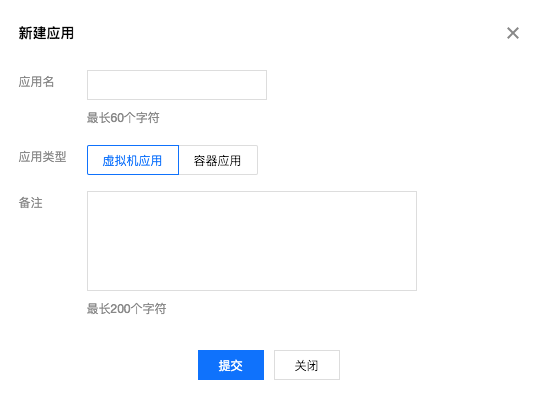 新建应用
应用名
最长60个字符
应用类型 虚拟机应用 容器应用
备注
最长200个字符
提交 关闭